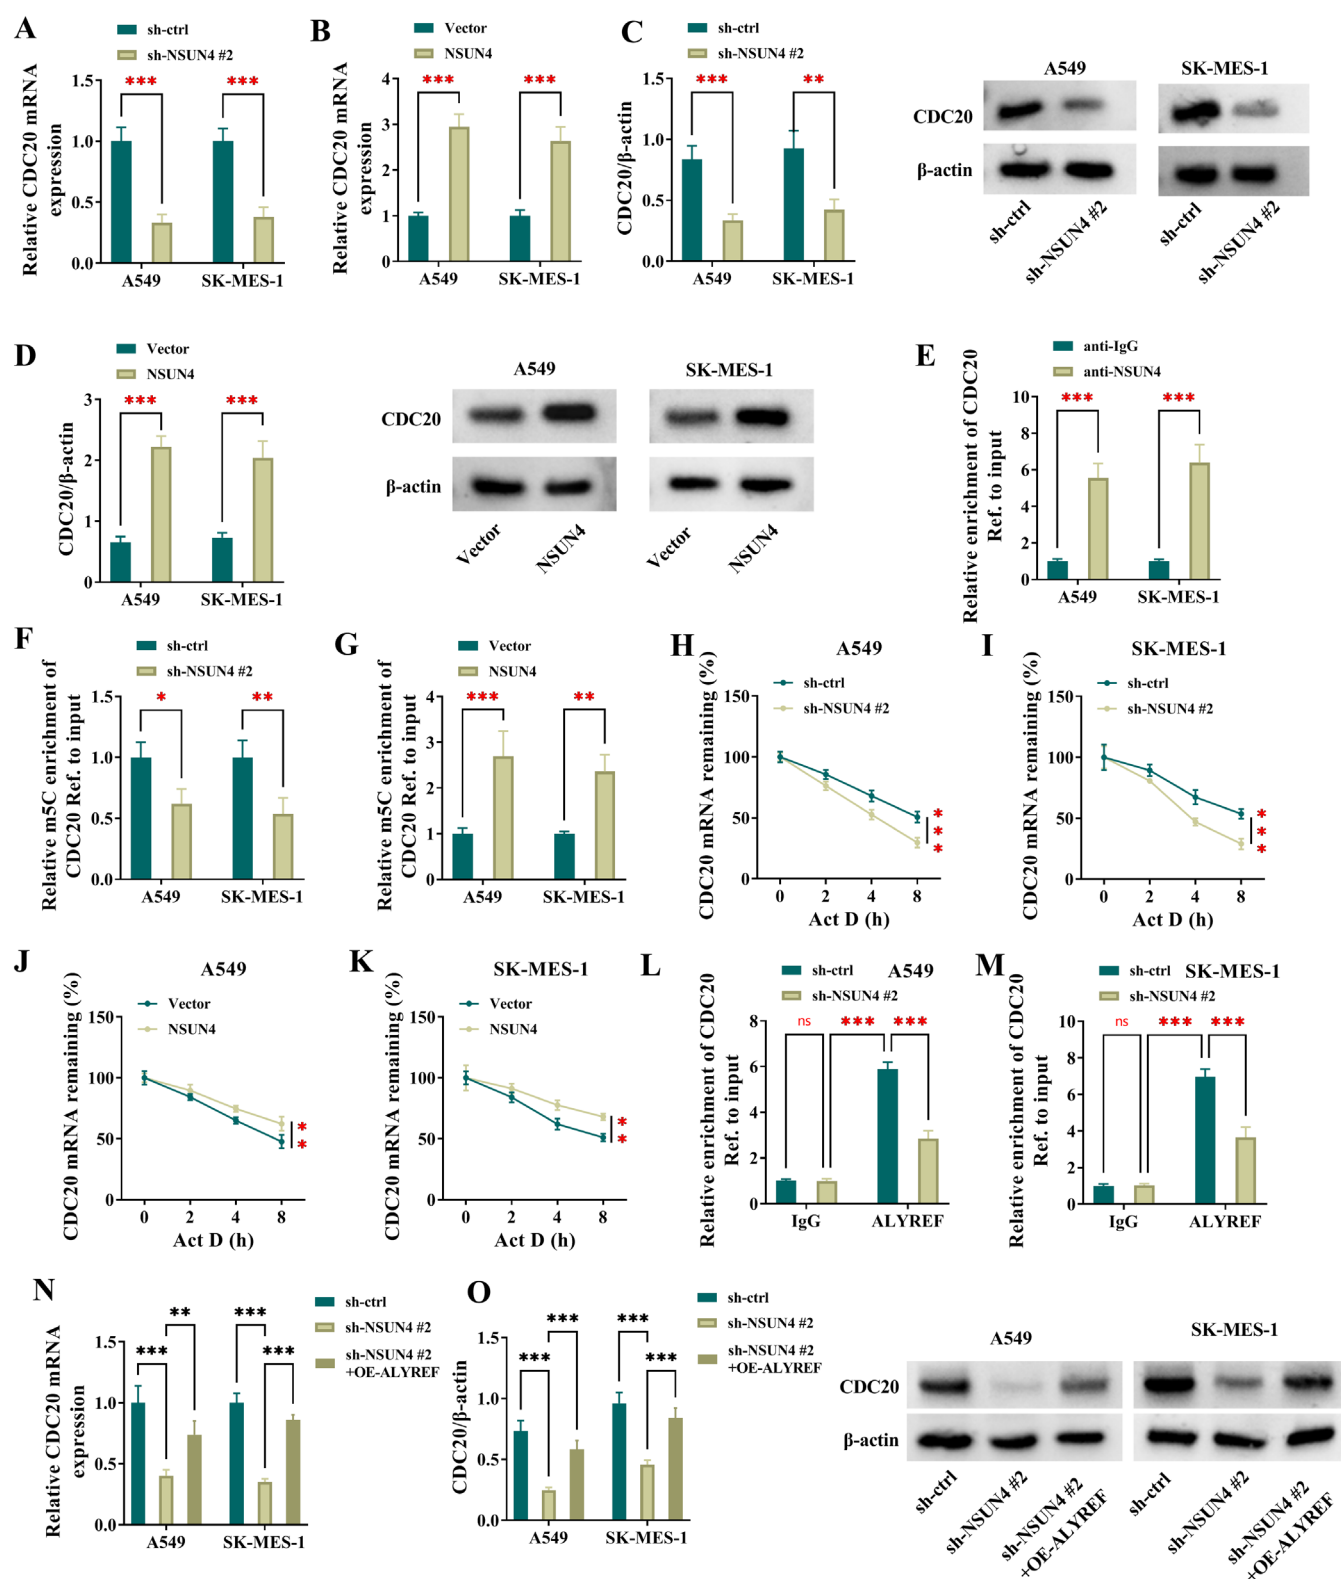 A
sh-ctrl
sh-NSUN4 #2
Relative CDC20 mRNA
expression
1.5
1.0
0.5
0.0
***
***
A549
SK-MES-1
B
Vector
NSUN4
Relative CDC20 mRNA
expression
4
3
2
1
0
***
***
A549
SK-MES-1
C
sh-ctrl
sh-NSUN4 #2
CDC20/β-actin
1.5
1.0
0.5
0.0
***
**
A549
SK-MES-1
A549
SK-MES-1
CDC20
β-actin
sh-ctrl
sh-NSUN4 #2
sh-ctrl
sh-NSUN4 #2
D
Vector
NSUN4
CDC20/β-actin
3
2
1
0
***
***
A549
SK-MES-1
A549
SK-MES-1
CDC20
β-actin
Vector
NSUN4
Vector
NSUN4
E
anti-IgG
anti-NSUN4
Relative enrichment of CDC20
Ref. to input
10
8
6
4
2
0
***
***
A549
SK-MES-1
F
sh-ctrl
sh-NSUN4 #2
Relative m5C enrichment of
CDC20 Ref. to input
1.5
1.0
0.5
0.0
*
**
A549
SK-MES-1
G
Vector
NSUN4
Relative m5C enrichment of
CDC20 Ref. to input
4
3
2
1
0
***
**
A549
SK-MES-1
H
A549
CDC20 mRNA remaining (%)
sh-ctrl
sh-NSUN4 #2
150
100
50
0
***
0 2 4 8
Act D (h)
I
SK-MES-1
CDC20 mRNA remaining (%)
sh-ctrl
sh-NSUN4 #2
150
100
50
0
***
0 2 4 8
Act D (h)
J
A549
CDC20 mRNA remaining (%)
Vector
NSUN4
150
100
50
0
**
0 2 4 8
Act D (h)
K
SK-MES-1
CDC20 mRNA remaining (%)
Vector
NSUN4
150
100
50
0
**
0 2 4 8
Act D (h)
L
sh-ctrl
A549
sh-NSUN4 #2
Relative enrichment of CDC20
Ref. to input
8
6
4
2
0
ns
***
***
IgG
ALYREF
M
sh-ctrl
SK-MES-1
sh-NSUN4 #2
Relative enrichment of CDC20
Ref. to input
10
8
6
4
2
0
ns
***
***
IgG
ALYREF
N
sh-ctrl
sh-NSUN4 #2
sh-NSUN4 #2
+OE-ALYREF
Relative CDC20 mRNA
expression
1.5
1.0
0.5
0.0
**
***
***
***
A549
SK-MES-1
O
sh-ctrl
sh-NSUN4 #2
sh-NSUN4 #2
+OE-ALYREF
CDC20/β-actin
1.5
1.0
0.5
0.0
***
***
***
***
A549
SK-MES-1
A549
SK-MES-1
CDC20
β-actin
sh-ctrl
sh-NSUN4 #2
sh-NSUN4 #2
+OE-ALYREF
sh-ctrl
sh-NSUN4 #2
sh-NSUN4 #2
+OE-ALYREF